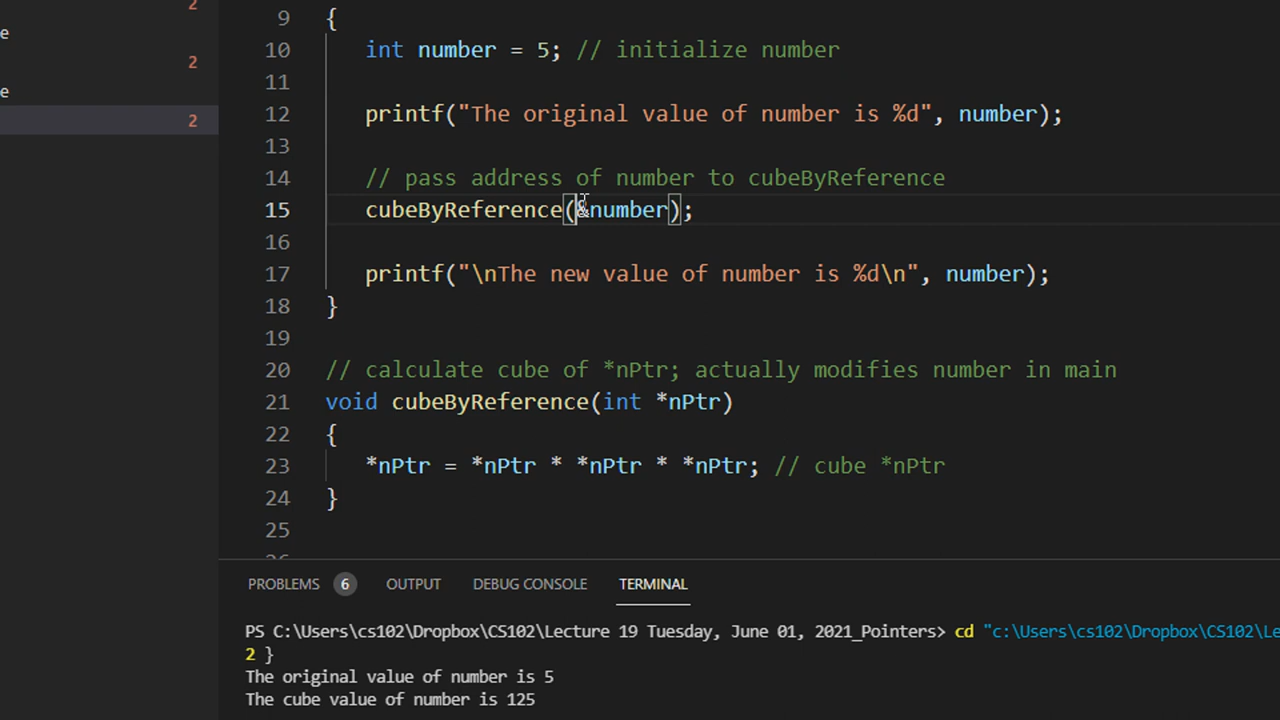 2
e
2
e
2
9 {
10 int number = 5; // initialize number
11
12 printf("The original value of number is %d", number);
13
14 // pass address of number to cubeByReference
15 cubeByReference(&number);
16
17 printf("\nThe new value of number is %d\n", number);
18 }
19
20 // calculate cube of *nPtr; actually modifies number in main
21 void cubeByReference(int *nPtr)
22 {
23 *nPtr = *nPtr * *nPtr * *nPtr; // cube *nPtr
24 }
25
PROBLEMS 6 OUTPUT DEBUG CONSOLE TERMINAL
PS C:\Users\cs102\Dropbox\CS102\Lecture 19 Tuesday, June 01, 2021_Pointers> cd "c:\Users\cs102\Dropbox\CS102\Le
2 }
The original value of number is 5
The cube value of number is 125